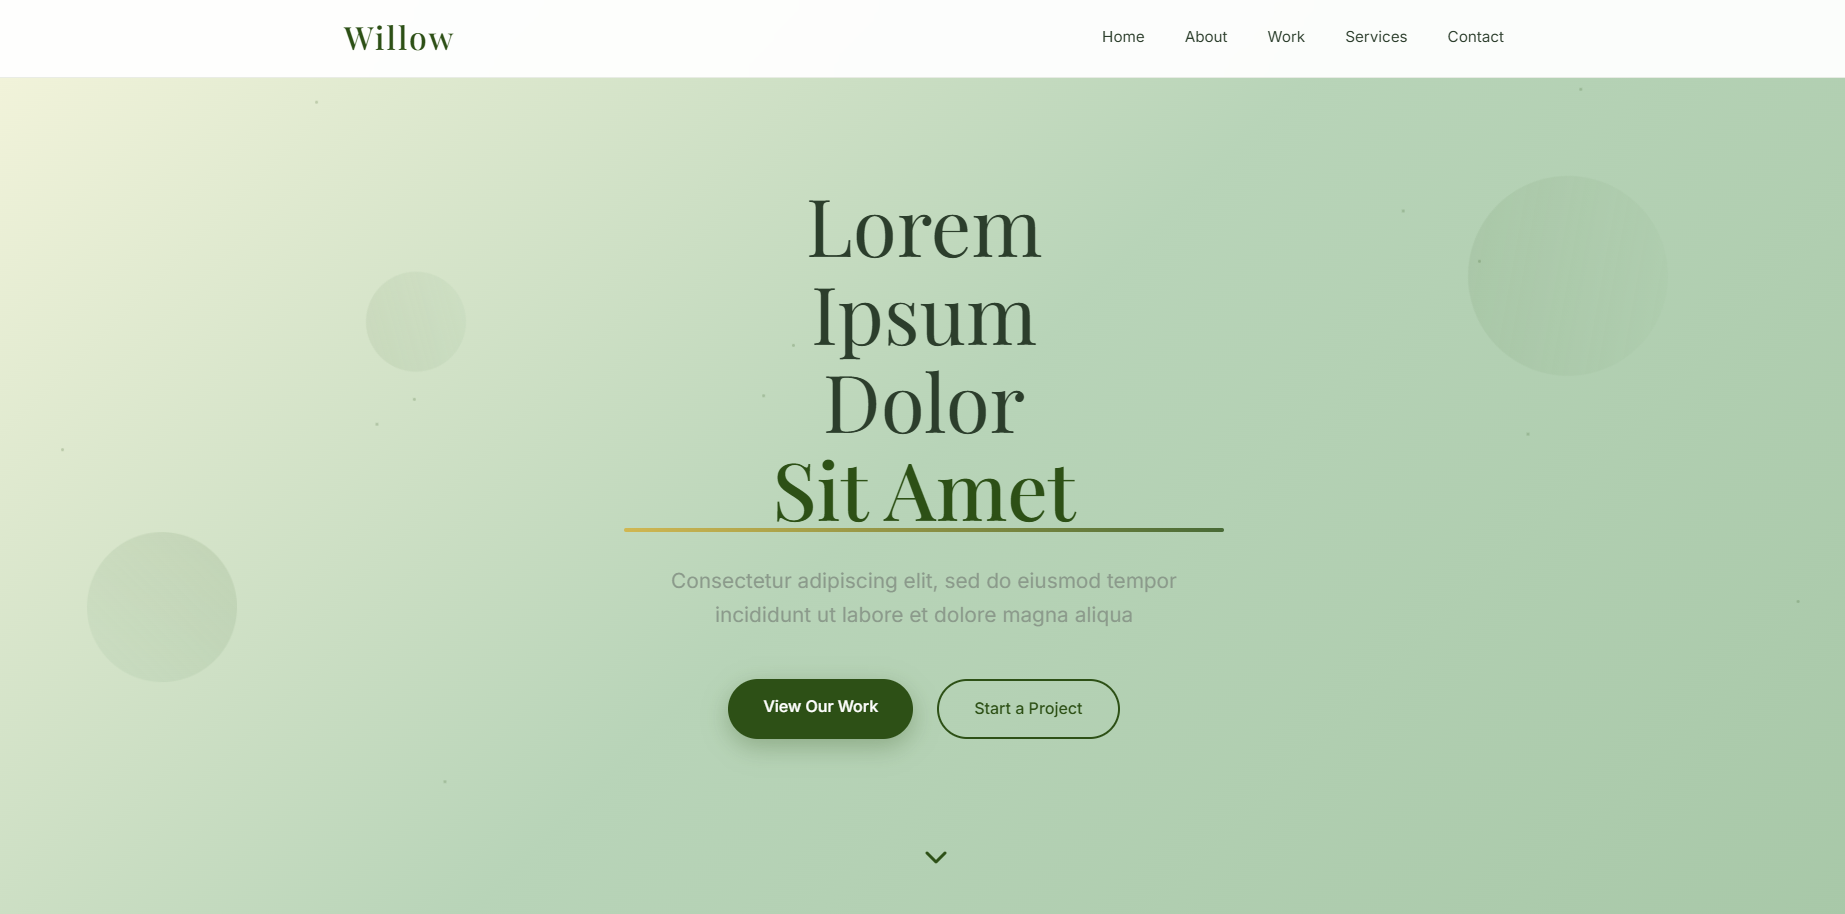 Willow
Home About Work Services Contact
Lorem
Ipsum
Dolor
Sit Amet
Consectetur adipiscing elit, sed do eiusmod tempor
incididunt ut labore et dolore magna aliqua
View Our Work
Start a Project